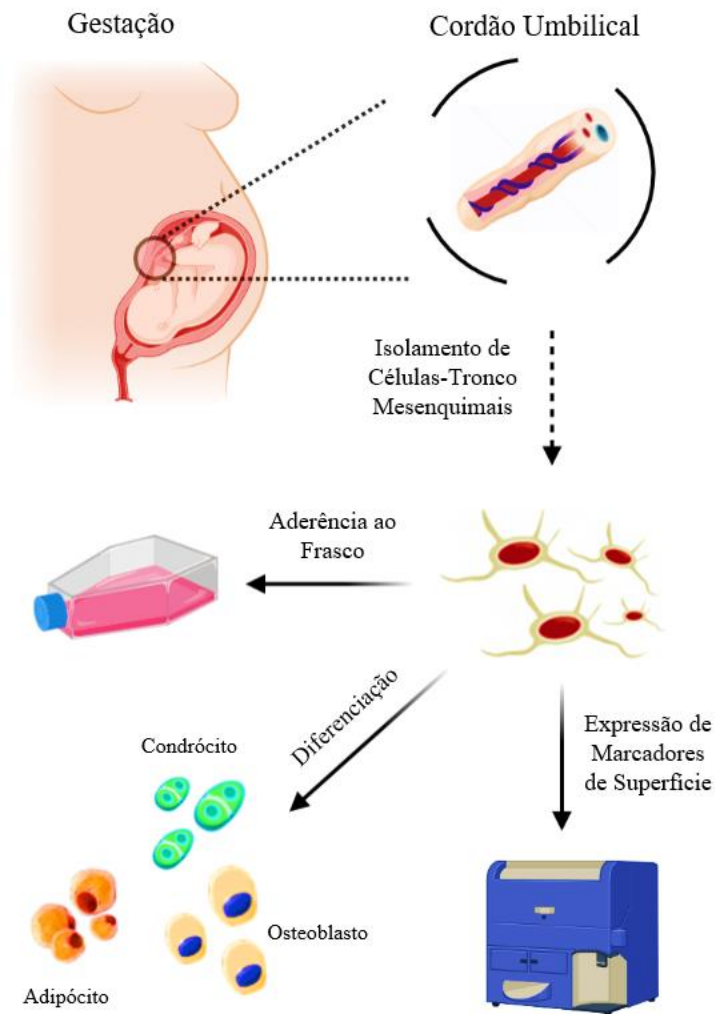 Gestação
Cordão Umbilical
Isolamento de
Células-Tronco
Mesenquimais
Aderência ao
Frasco
Diferenciação
Expressão de
Marcadores
de Superfície
Condrócito
Osteoblasto
Adipócito